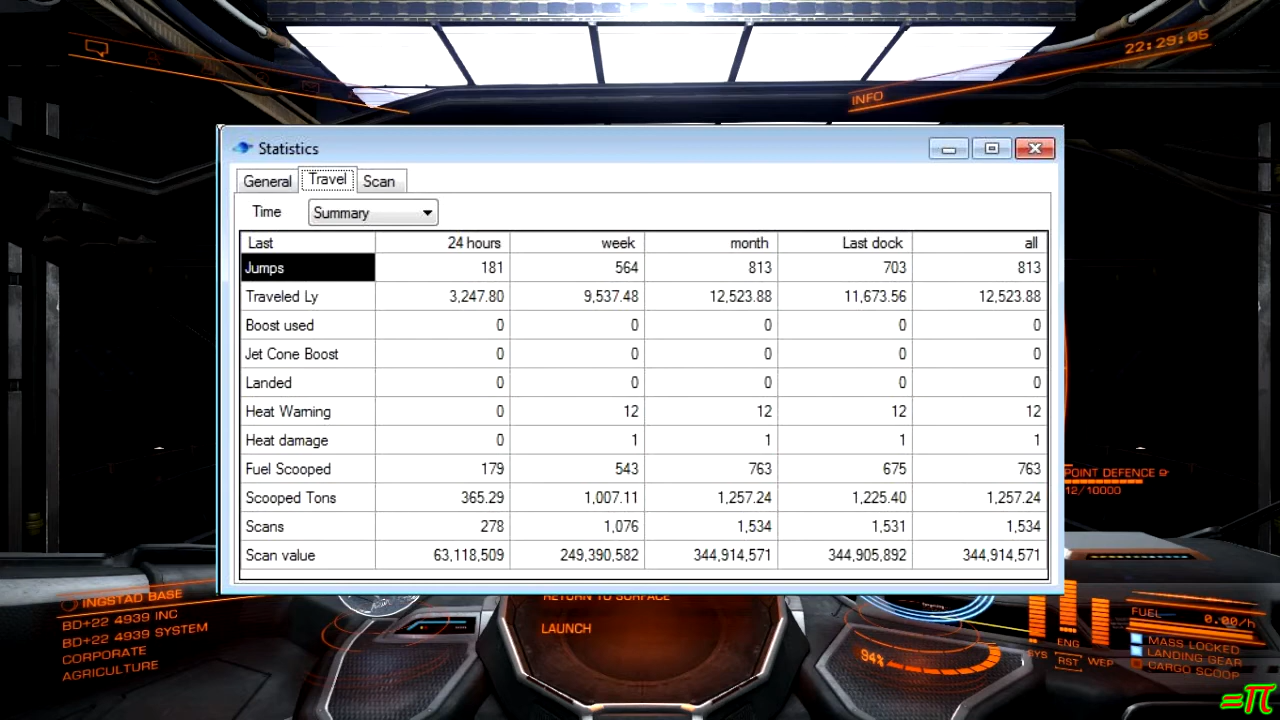 22:29:05
INFO
Statistics
General Travel Scan
Time Summary
Last 24 hours week month Last dock all
Jumps 181 564 813 703 813
Traveled Ly 3,247.80 9,537.48 12,523.88 11,673.56 12,523.88
Boost used 0 0 0 0 0
Jet Cone Boost 0 0 0 0 0
Landed 0 0 0 0 0
Heat Warning 0 12 12 12 12
Heat damage 0 1 1 1 1
Fuel Scooped 179 543 763 675 763
Scooped Tons 365.29 1,007.11 1,257.24 1,225.40 1,257.24
Scans 278 1,076 1,534 1,531 1,534
Scan value 63,118,509 249,390,582 344,914,571 344,905,892 344,914,571
POINT DEFENCE
12/10000
INGSTAD BASE
BD+22 4939 INC
BD+22 4939 SYSTEM
CORPORATE
AGRICULTURE
RETURN TO SURFACE
LAUNCH
94%
SYS ENG WEP
RST
FUEL 0.00/h
MASS LOCKED
LANDING GEAR
CARGO SCOOP
=π